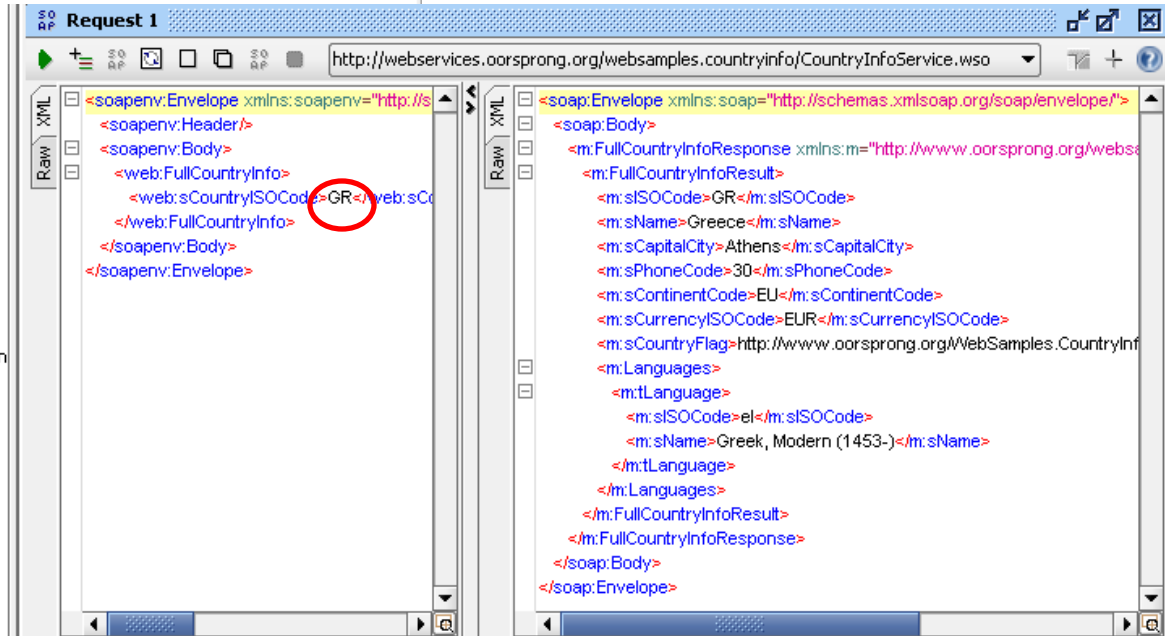 SO AP Request 1
http://webservices.oorsprong.org/websamples.countryinfo/CountryInfoService.wso
XML
Raw
<soapenv:Envelope xmlns:soapenv="http://s
<soapenv:Header/>
<soapenv:Body>
<web:FullCountryInfo>
<web:sCountryISOCode>GR</web:sCo
</web:FullCountryInfo>
</soapenv:Body>
</soapenv:Envelope>
XML
Raw
<soap:Envelope xmlns:soap="http://schemas.xmlsoap.org/soap/envelope/">
<soap:Body>
<m:FullCountryInfoResponse xmlns:m="http://www.oorsprong.org/websa
<m:FullCountryInfoResult>
<m:sISOCode>GR</m:sISOCode>
<m:sName>Greece</m:sName>
<m:sCapitalCity>Athens</m:sCapitalCity>
<m:sPhoneCode>30</m:sPhoneCode>
<m:sContinentCode>EU</m:sContinentCode>
<m:sCurrencyISOCode>EUR</m:sCurrencyISOCode>
<m:sCountryFlag>http://www.oorsprong.org/WebSamples.CountryInf
<m:Languages>
<m:tLanguage>
<m:sISOCode>el</m:sISOCode>
<m:sName>Greek, Modern (1453-)</m:sName>
</m:tLanguage>
</m:Languages>
</m:FullCountryInfoResult>
</m:FullCountryInfoResponse>
</soap:Body>
</soap:Envelope>
n